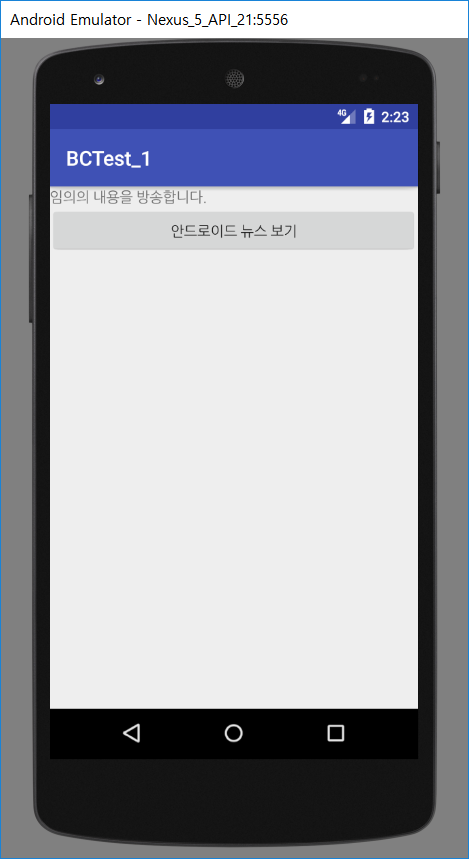 Android Emulator - Nexus_5_API_21:5556
4G 2:23
BCTest_1
임의의 내용을 방송합니다.
안드로이드 뉴스 보기